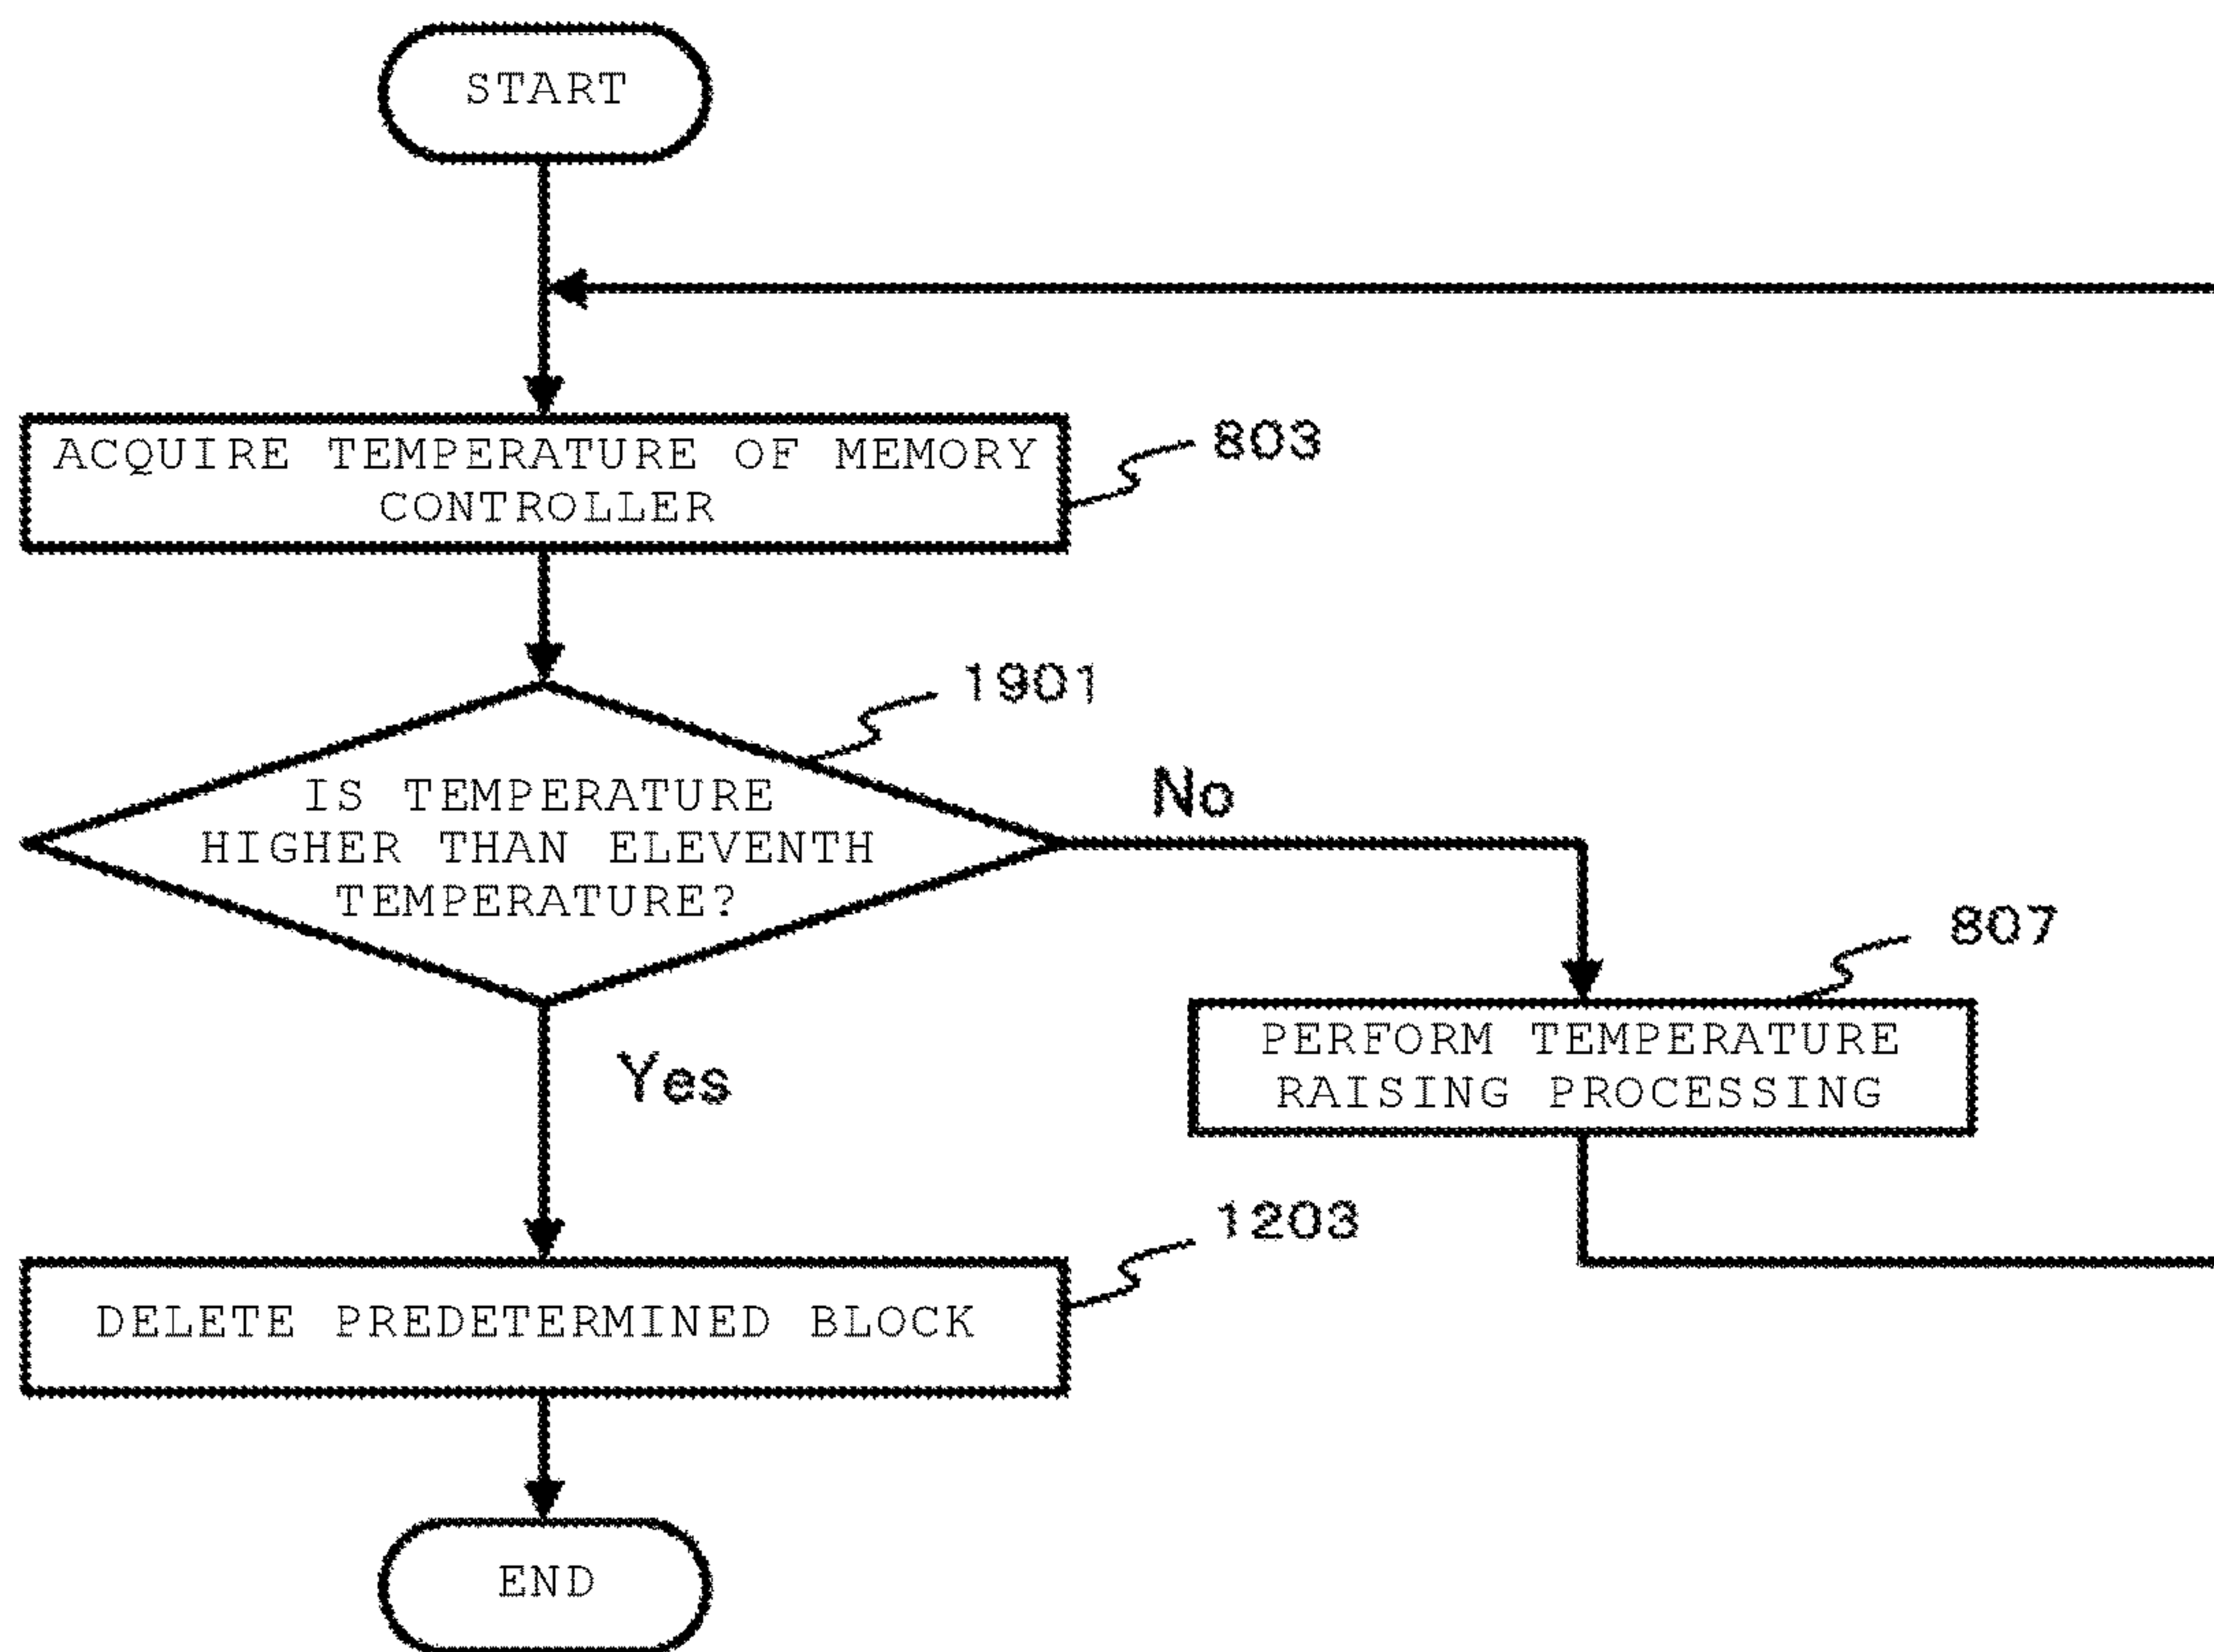 START
ACQUIRE TEMPERATURE OF MEMORY
CONTROLLER
803
1901
IS TEMPERATURE
HIGHER THAN ELEVENTH
TEMPERATURE?
No
Yes
807
PERFORM TEMPERATURE
RAISING PROCESSING
1203
DELETE PREDETERMINED BLOCK
END